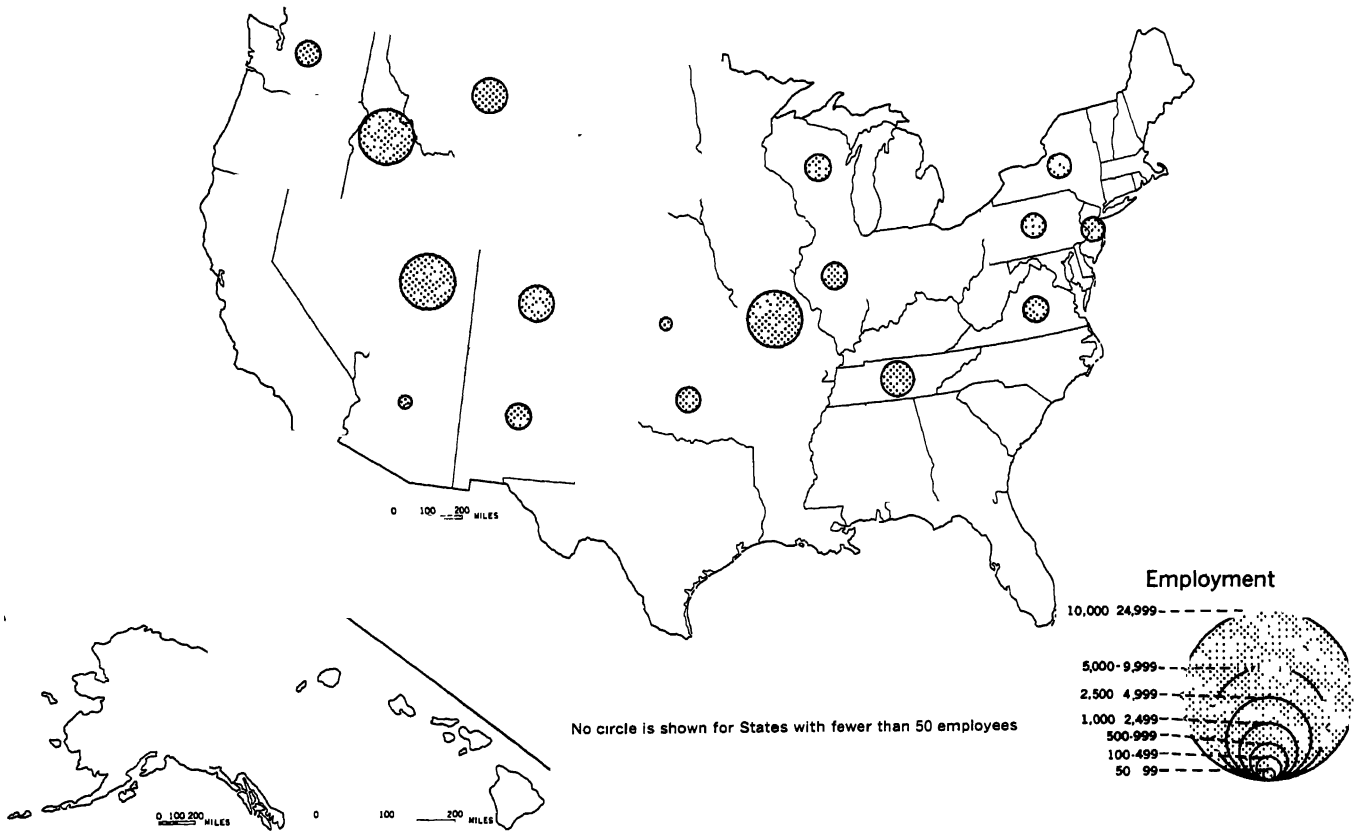 0 100 200 MILES
Employment
10,000 24,999
5,000-9,999
2,500 4,999
1,000 2,499
500-999
100-499
50 99
No circle is shown for States with fewer than 50 employees
0 100 200 MILES
0 100 200 MILES